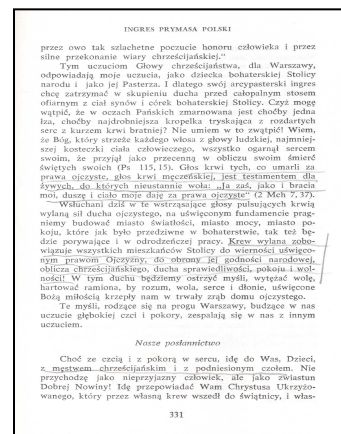 INGRES PRYMASA POLSKI
przez owo tak szlachetne poczucie honoru człowieka i przez
silne przekonanie wiary chrześcijańskiej."
Tym uczuciom Głowy chrześcijaństwa, dla Warszawy,
odpowiadają moje uczucia, jako dziecka bohaterskiej Stolicy
narodu i jako jej Pasterza. I dlatego swój arcypasterski ingres
chcę zatrzymać w skupieniu ducha przed całopalnym stosem
ofiarnym z ciał synów i córek bohaterskiej Stolicy. Czyż mogę
wątpić, że w oczach Pańskich zmarnowana jest choćby jedna
łza, choćby najdrobniejsza kropelka tryskająca z rozdartych
serc z kurzem krwi bratniej? Nie umiem w to zwątpić! Wiem,
że Bóg, który strzeże każdego włosa z głowy ludzkiej, najmniej-
szej kosteczki ciała człowieczego, wszystko ogarnął sercem
swoim, że przyjął jako przecenną w obliczu swoim śmierć
świętych swoich (Ps 115,15). Głos krwi tych, co umarli za
prawa ojczyste, głos krwi męczeńskiej, jest testamentem dla
żywych, do których nieustannie woła: „Ja zaś, jako i bracia
moi, duszę i ciało moje daję za prawa ojczyste" (2 Mch 7, 37).
Wsłuchani dziś w te wstrząsające głosy pulsujących krwią
wylaną sił ducha ojczystego, na uświęconym fundamencie prag-
niemy budować miasto światłości, miasto mocy, miasto po-
koju, które jak było przedziwne w bohaterstwie, tak też bę-
dzie porywające i w odrodzeńczej pracy. Krew wylana zobo-
wiązuje wszystkich mieszkańców Stolicy do wierności uświęco-
nym prawom Ojczyzny, do obrony jej godności narodowej,
oblicza chrześcijańskiego, ducha sprawiedliwości, pokoju i wol-
ności! W tym duchu będziemy ostrzyć myśli, wytężać wolę,
hartować ramiona, by rozum, wola, serce i dłonie, uświęcone
Bożą miłością krzepły nam w trwały zrąb domu ojczystego.
Te myśli, rodzące się na progu Warszawy, budzące w nas
uczucie głębokiej czci i pokory, zespalają się w nas z innym
uczuciem.
Nasze posłannictwo
Choć ze czcią i z pokorą w sercu, idę do Was, Dzieci,
z męstwem chrześcijańskim i z podniesionym czołem. Nie
przychodzę jako nieprzyjazny człowiek, ale jako zwiastun
Dobrej Nowiny! Idę przepowiadać Wam Chrystusa Ukrzyżo-
wanego, który przez własną krew wszedł do świątnicy, i włas-
331